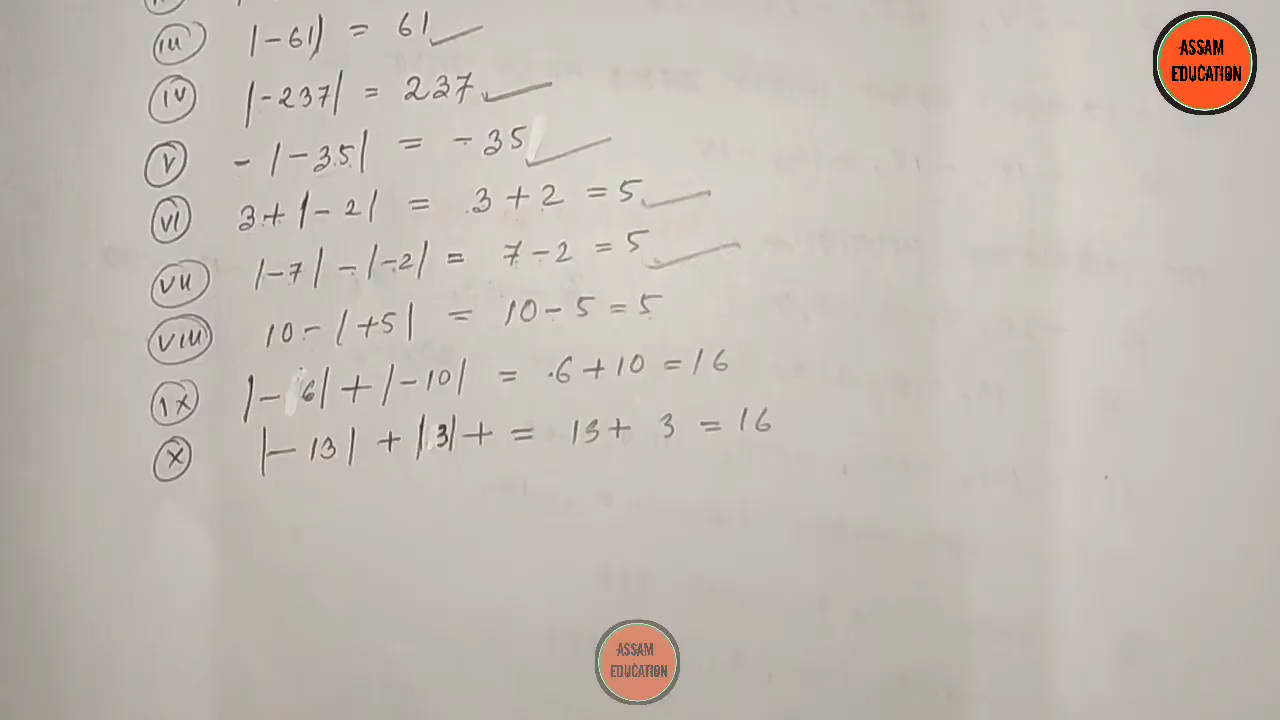 ASSAM
EDUCATION
(iii) |-61| = 61
(iv) |-237| = 237
(v) - |-35| = -35
(vi) 3+|-2| = 3+2 = 5
(vii) |-7| - |-2| = 7-2 = 5
(viii) 10 - |+5| = 10-5 = 5
(ix) |-6| + |-10| = 6+10 = 16
(x) |-13| + |3| + = 13+ 3 = 16
ASSAM
EDUCATION